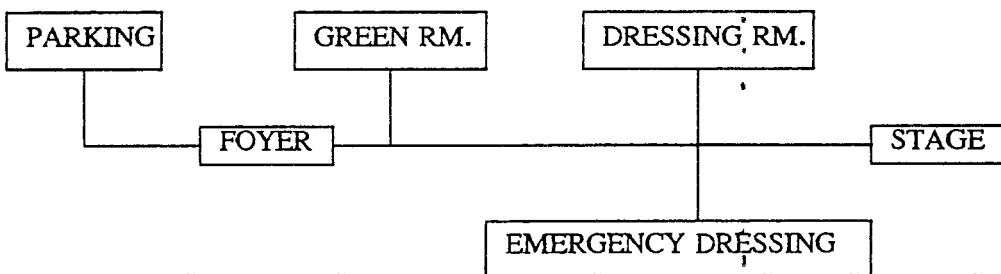 PARKING
GREEN RM.
DRESSING RM.
FOYER
STAGE
EMERGENCY DRESSING